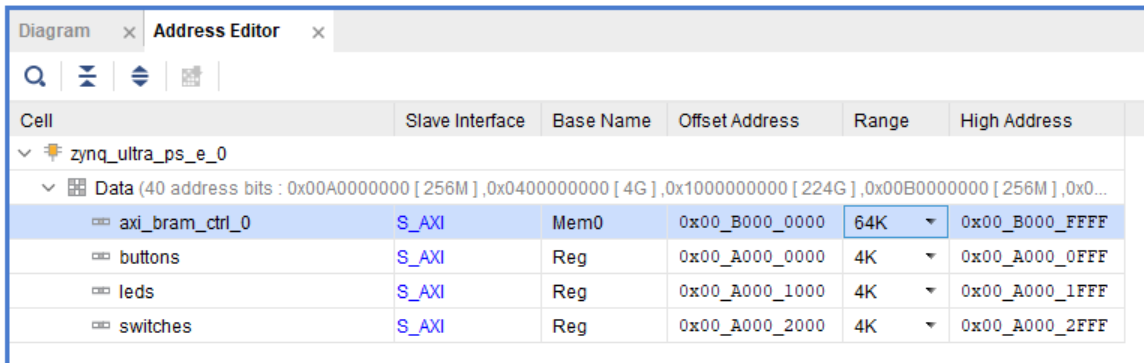 Diagram × Address Editor ×
Cell Slave Interface Base Name Offset Address Range High Address
zynq_ultra_ps_e_0
Data (40 address bits : 0x00A0000000 [ 256M ] ,0x0400000000 [ 4G ] ,0x1000000000 [ 224G ] ,0x00B0000000 [ 256M ] ,0x0...
axi_bram_ctrl_0 S_AXI Mem0 0x00_B000_0000 64K 0x00_B000_FFFF
buttons S_AXI Reg 0x00_A000_0000 4K 0x00_A000_0FFF
leds S_AXI Reg 0x00_A000_1000 4K 0x00_A000_1FFF
switches S_AXI Reg 0x00_A000_2000 4K 0x00_A000_2FFF